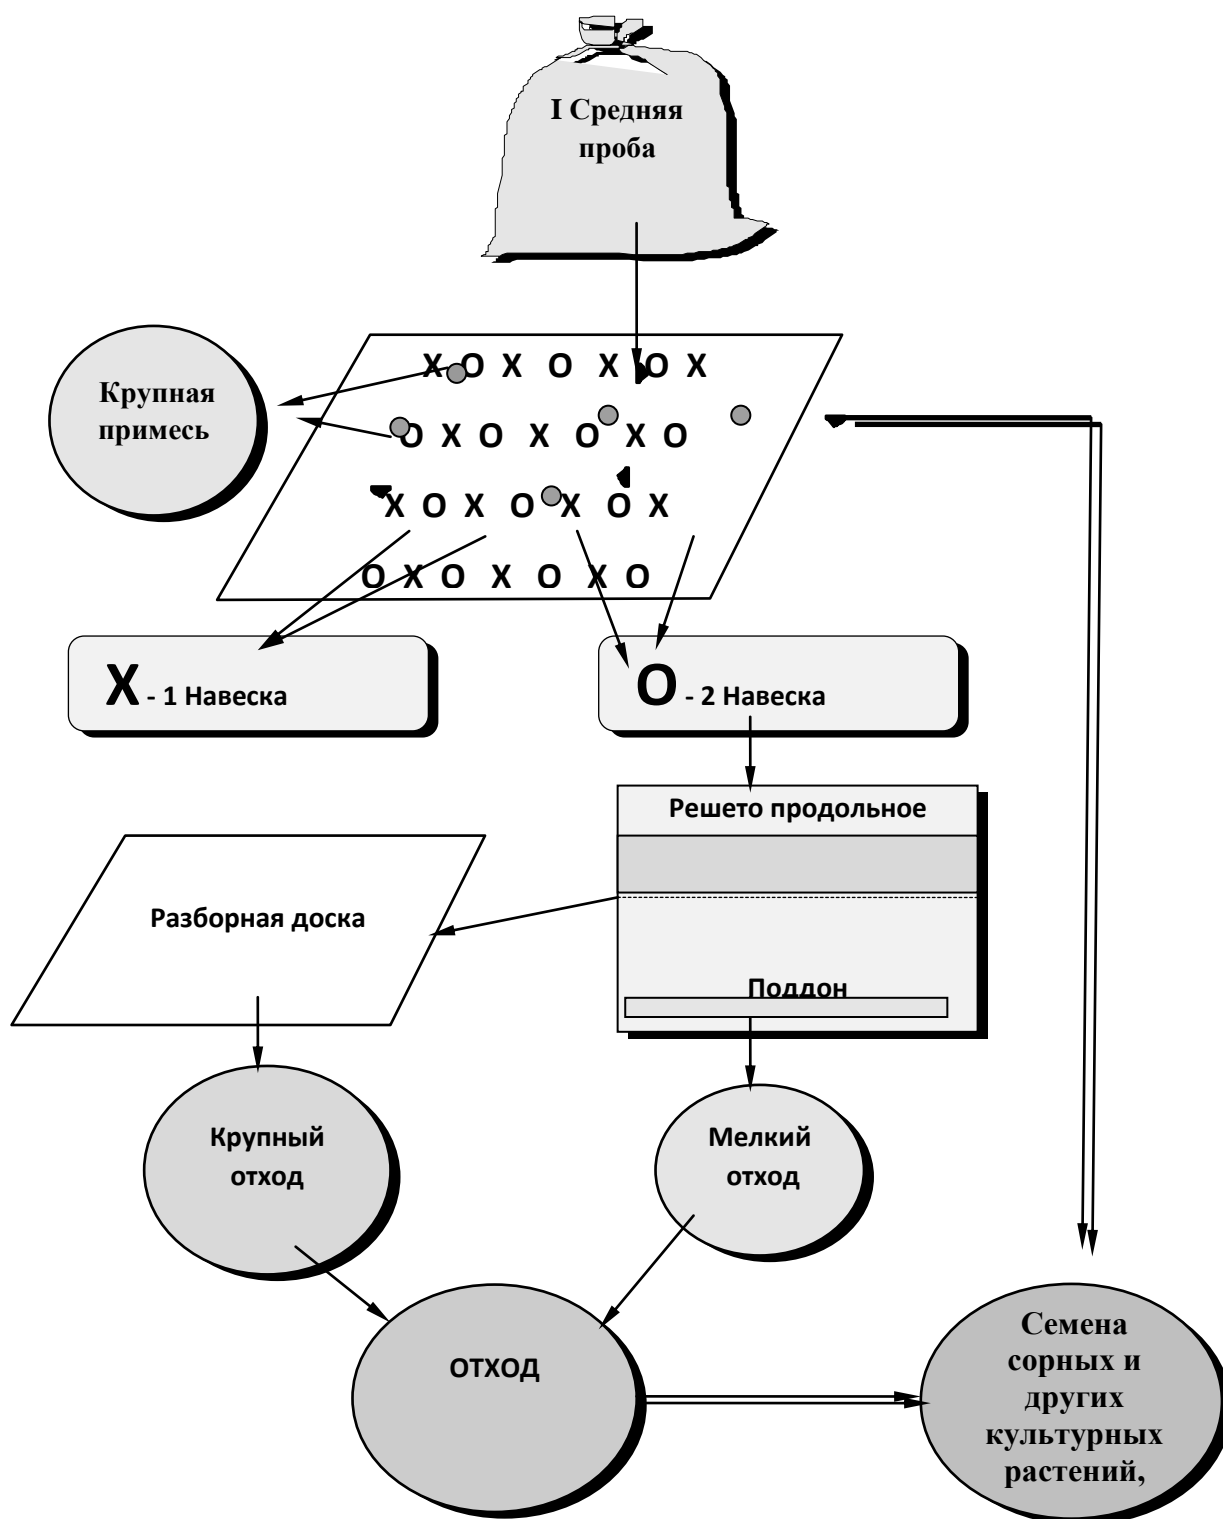 I Средняя
проба
Крупная
примесь
X O X O X O X
O X O X O X O
X O X O X O X
O X O X O X O
X - 1 Навеска
O - 2 Навеска
Решето продольное
Разборная доска
Поддон
Крупный
отход
Мелкий
отход
ОТХОД
Семена
сорных и
других
культурных
растений,